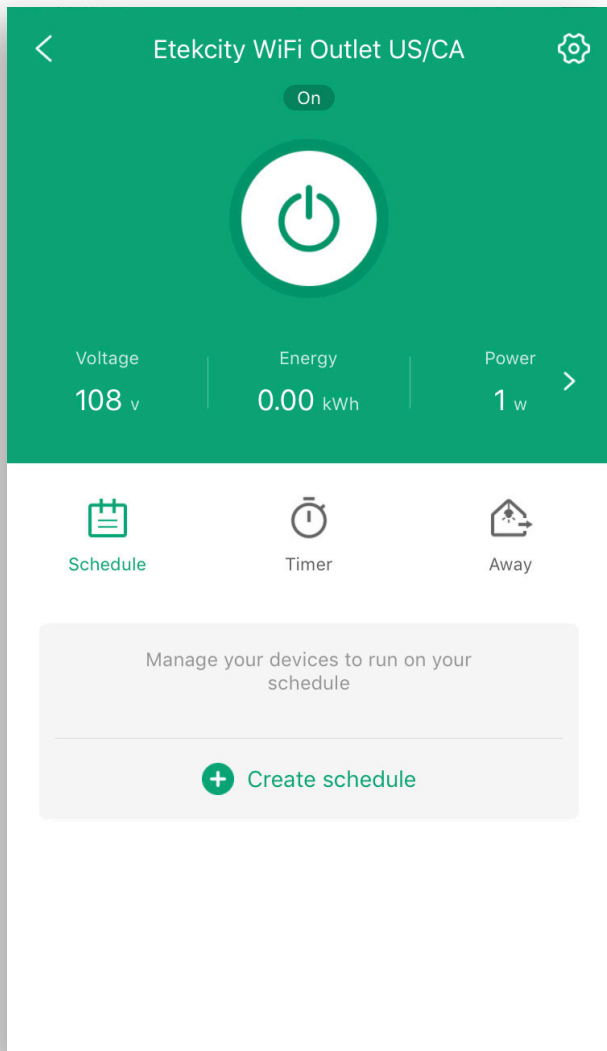 Etekcity WiFi Outlet US/CA
On
Voltage
Energy
Power
108 v
0.00 kWh
1 w
Schedule
Timer
Away
Manage your devices to run on your
schedule
Create schedule